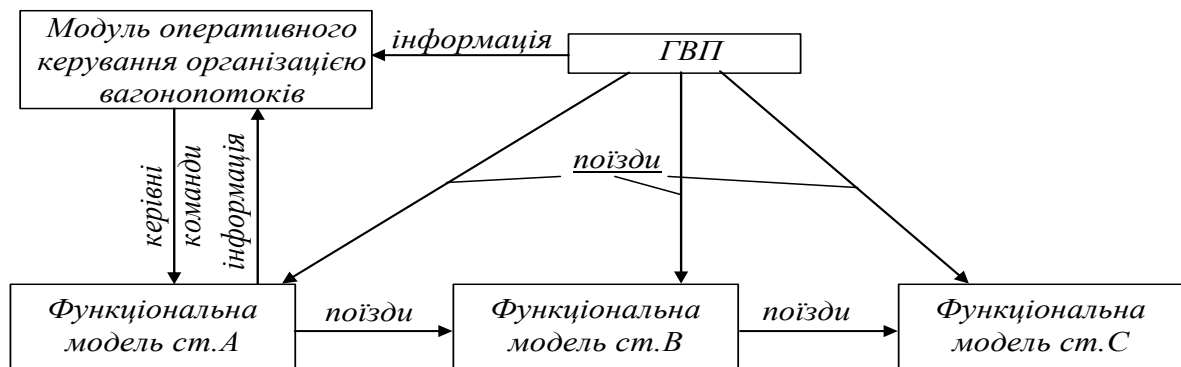 Модуль оперативного
керування організацією
вагонопотоків
інформація
ГВП
керівні
команди
інформація
поїзди
Функціональна
модель ст.А
поїзди
Функціональна
модель ст.В
поїзди
Функціональна
модель ст.С